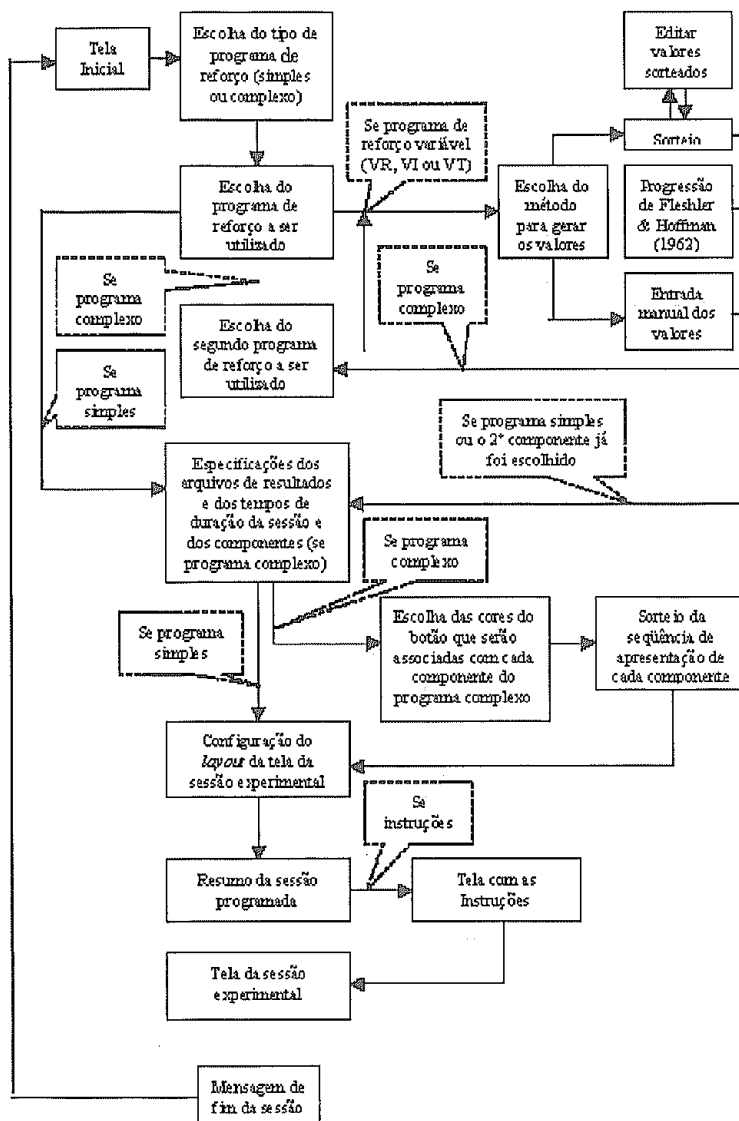 Tela
Inicial
Escolha do tipo de
programa de
reforço (simples
ou complexo)
Editar
valores
sorteados
Se programa de
reforço variável
(VR, VI ou VT)
Sorteio
Escolha do
programa de
reforço a ser
utilizado
Escolha do
método
para gerar
os valores
Progressão
de Fleshler
& Hoffman
(1962)
Se
programa
complexo
Se
programa
complexo
Entrada
manual dos
valores
Escolha do
segundo programa
de reforço a ser
utilizado
Se
programa
simples
Se programa simples
ou o 2º componente já
foi escolhido
Especificações dos
arquivos de resultados
e dos tempos de
duração da sessão e
dos componentes (se
programa complexo)
Se programa
complexo
Se programa
simples
Escolha das cores do
botão que serão
associadas com cada
componente do
programa complexo
Sorteio da
seqüência de
apresentação de
cada componente
Configuração do
layout da tela da
sessão experimental
Se
instruções
Resumo da sessão
programada
Tela com as
Instruções
Tela da sessão
experimental
Mensagem de
fim da sessão